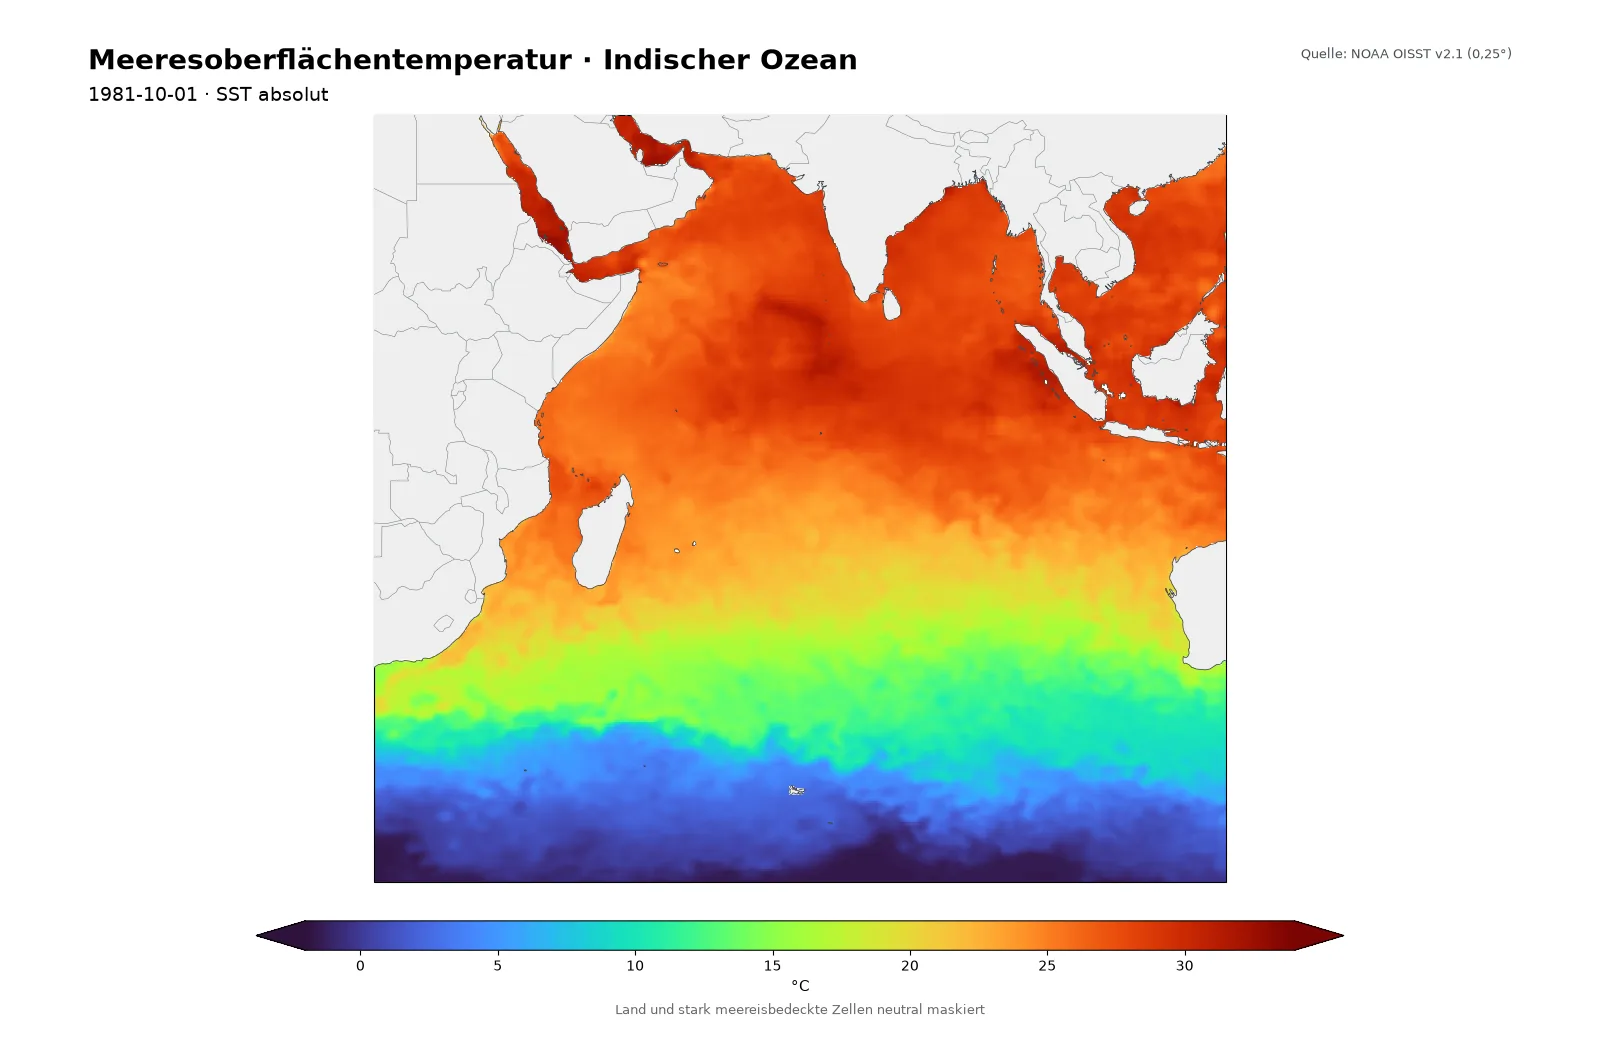 Meeresoberflächentemperatur · Indischer Ozean
Quelle: NOAA OISST v2.1 (0,25°)
1981-10-01 · SST absolut
0 5 10 15 20 25 30
°C
Land und stark meereisbedeckte Zellen neutral maskiert